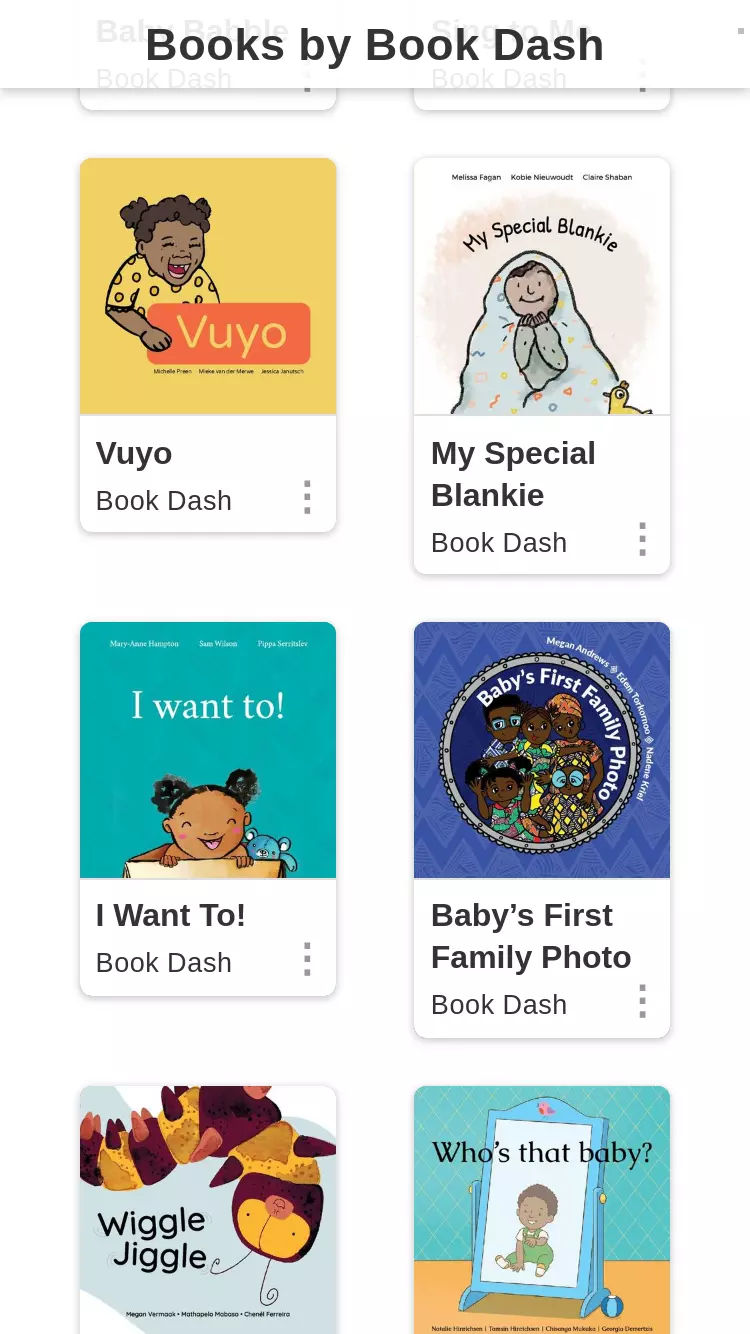 Baby Babble
Sing to Me
Books by Book Dash
Book Dash
Book Dash
Vuyo
Michelle Preen Mieke van der Merwe Jessica Janutsch
Vuyo
Book Dash
Melissa Fagan Kobie Nieuwoudt Claire Shaban
My Special Blankie
My Special
Blankie
Book Dash
Mary-Anne Hampton Sam Wilson Pippa Serritslev
I want to!
I Want To!
Book Dash
Megan Andrews Edem Torkornoo Nadene Kriel
Baby's First Family Photo
Baby’s First
Family Photo
Book Dash
Wiggle
Jiggle
Megan Vermaak • Mathapelo Mabaso • Chenél Ferreira
Who's that baby?
Natalie Hinrichsen | Tamsin Hinrichsen | Chisanga Mukuka | Georgia Demertzis